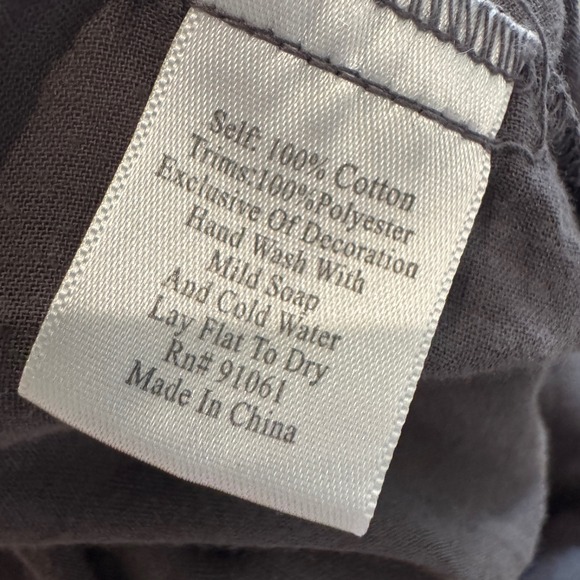 Self: 100% Cotton
Trims:100%Polyester
Exclusive Of Decoration
Hand Wash With
Mild Soap
And Cold Water
Lay Flat To Dry
Rn# 91061
Made In China